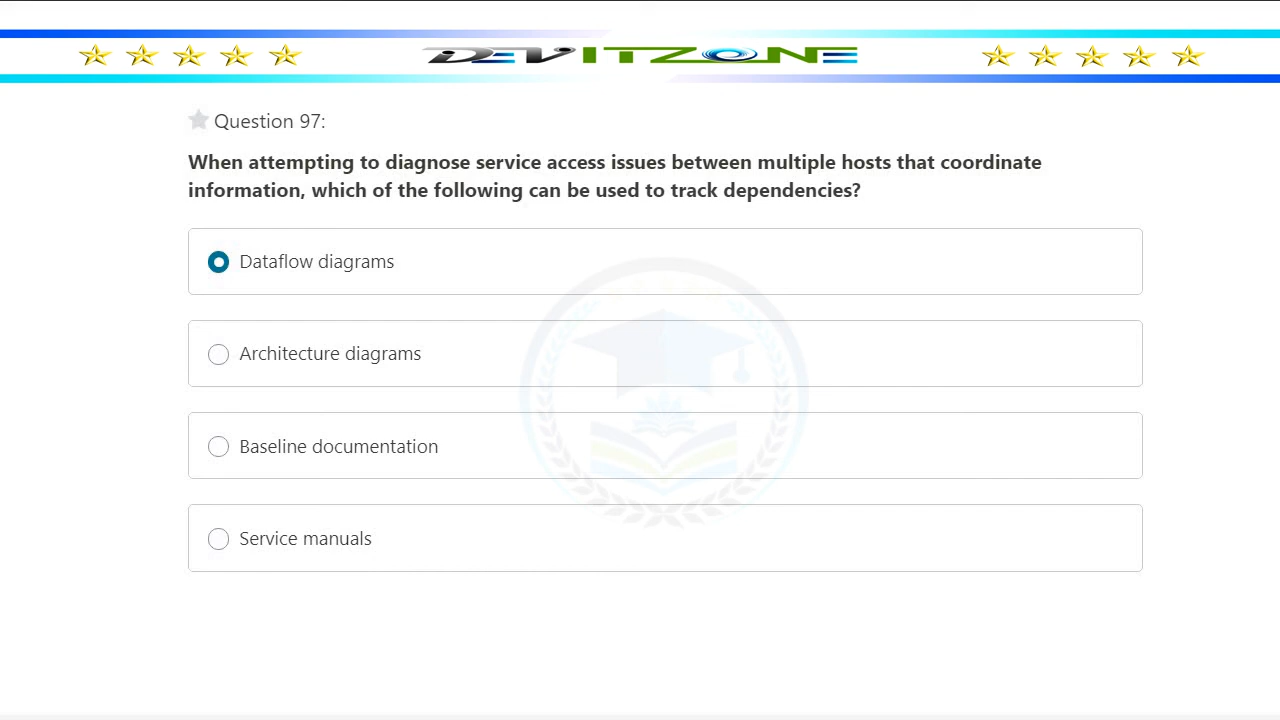 DEVITZONE
Question 97:
When attempting to diagnose service access issues between multiple hosts that coordinate
information, which of the following can be used to track dependencies?
Dataflow diagrams
Architecture diagrams
Baseline documentation
Service manuals